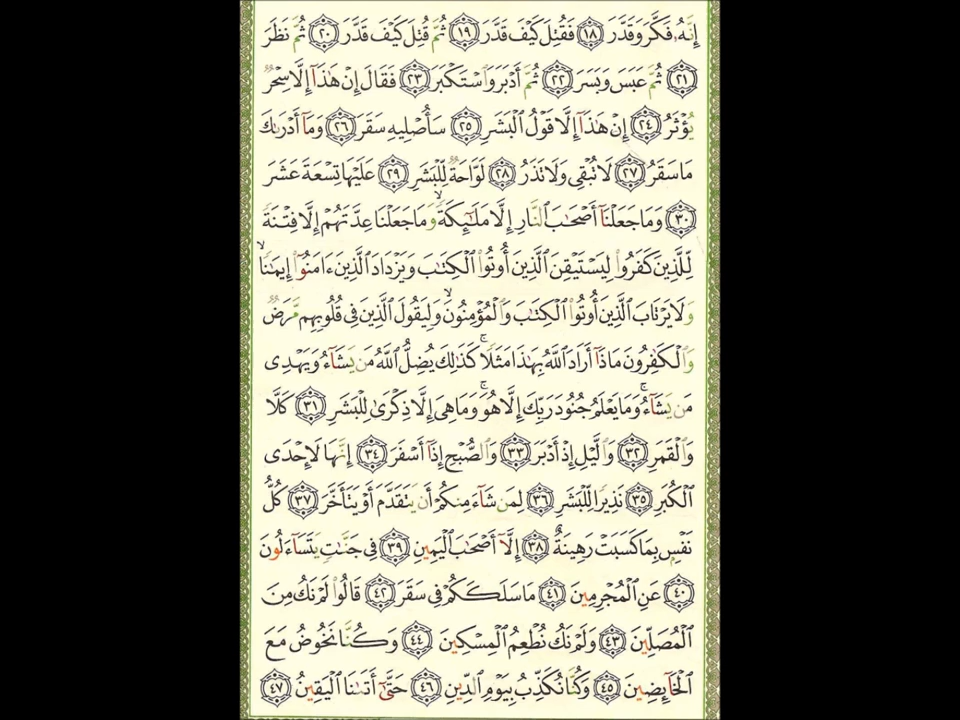 إِنَّهُۥ فَكَّرَ وَقَدَّرَ ١٨ فَقُتِلَ كَيْفَ قَدَّرَ ١٩ ثُمَّ قُتِلَ كَيْفَ قَدَّرَ ٢٠ ثُمَّ نَظَرَ
٢١ ثُمَّ عَبَسَ وَبَسَرَ ٢٢ ثُمَّ أَدْبَرَ وَٱسْتَكْبَرَ ٢٣ فَقَالَ إِنْ هَٰذَآ إِلَّا سِحْرٌ
يُؤْثَرُ ٢٤ إِنْ هَٰذَآ إِلَّا قَوْلُ ٱلْبَشَرِ ٢٥ سَأُصْلِيهِ سَقَرَ ٢٦ وَمَآ أَدْرَىٰكَ
مَا سَقَرُ ٢٧ لَا تُبْقِى وَلَا تَذَرُ ٢٨ لَوَّاحَةٌ لِّلْبَشَرِ ٢٩ عَلَيْهَا تِسْعَةَ عَشَرَ
٣٠ وَمَا جَعَلْنَآ أَصْحَٰبَ ٱلنَّارِ إِلَّا مَلَٰٓئِكَةً ۙ وَمَا جَعَلْنَا عِدَّتَهُمْ إِلَّا فِتْنَةً
لِّلَّذِينَ كَفَرُوا۟ لِيَسْتَيْقِنَ ٱلَّذِينَ أُوتُوا۟ ٱلْكِتَٰبَ وَيَزْدَادَ ٱلَّذِينَ ءَامَنُوٓا۟ إِيمَٰنًا ۙ
وَلَا يَرْتَابَ ٱلَّذِينَ أُوتُوا۟ ٱلْكِتَٰبَ وَٱلْمُؤْمِنُونَ ۙ وَلِيَقُولَ ٱلَّذِينَ فِى قُلُوبِهِم مَّرَضٌ
وَٱلْكَٰفِرُونَ مَاذَآ أَرَادَ ٱللَّهُ بِهَٰذَا مَثَلًا ۚ كَذَٰلِكَ يُضِلُّ ٱللَّهُ مَن يَشَآءُ وَيَهْدِى
مَن يَشَآءُ ۚ وَمَا يَعْلَمُ جُنُودَ رَبِّكَ إِلَّا هُوَ ۚ وَمَا هِىَ إِلَّا ذِكْرَىٰ لِلْبَشَرِ ٣١ كَلَّا
وَٱلْقَمَرِ ٣٢ وَٱلَّيْلِ إِذْ أَدْبَرَ ٣٣ وَٱلصُّبْحِ إِذَآ أَسْفَرَ ٣٤ إِنَّهَا لَإِحْدَى
ٱلْكُبَرِ ٣٥ نَذِيرًا لِّلْبَشَرِ ٣٦ لِمَن شَآءَ مِنكُمْ أَن يَتَقَدَّمَ أَوْ يَتَأَخَّرَ ٣٧ كُلُّ
نَفْسٍۭ بِمَا كَسَبَتْ رَهِينَةٌ ٣٨ إِلَّآ أَصْحَٰبَ ٱلْيَمِينِ ٣٩ فِى جَنَّٰتٍ يَتَسَآءَلُونَ
٤٠ عَنِ ٱلْمُجْرِمِينَ ٤١ مَا سَلَكَكُمْ فِى سَقَرَ ٤٢ قَالُوا۟ لَمْ نَكُ مِنَ
ٱلْمُصَلِّينَ ٤٣ وَلَمْ نَكُ نُطْعِمُ ٱلْمِسْكِينَ ٤٤ وَكُنَّا نَخُوضُ مَعَ
ٱلْخَآئِضِينَ ٤٥ وَكُنَّا نُكَذِّبُ بِيَوْمِ ٱلدِّينِ ٤٦ حَتَّىٰٓ أَتَىٰنَا ٱلْيَقِينُ ٤٧